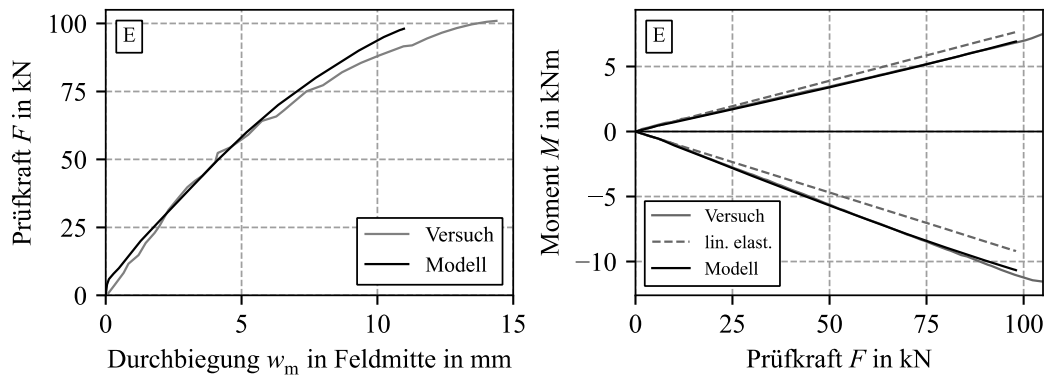 E
100
75
50
25
0
Prüfkraft F in kN
Versuch
Modell
0 5 10 15
Durchbiegung wm in Feldmitte in mm
E
5
0
−5
−10
Moment M in kNm
Versuch
lin. elast.
Modell
0 25 50 75 100
Prüfkraft F in kN